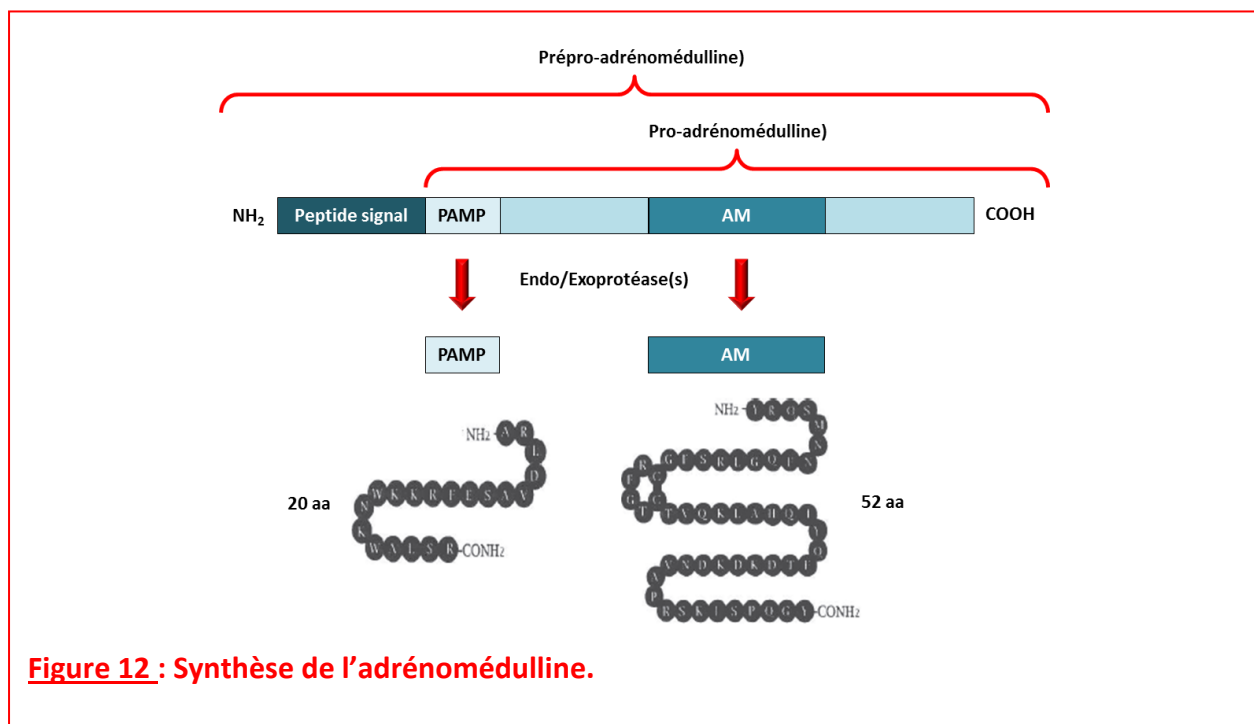 Prépro-adrénomédulline)
Pro-adrénomédulline)
NH2 Peptide signal PAMP AM COOH
Endo/Exoprotéase(s)
PAMP AM
NH2
NH2
20 aa
52 aa
CONH2
CONH2
Figure 12 : Synthèse de l’adrénomédulline.